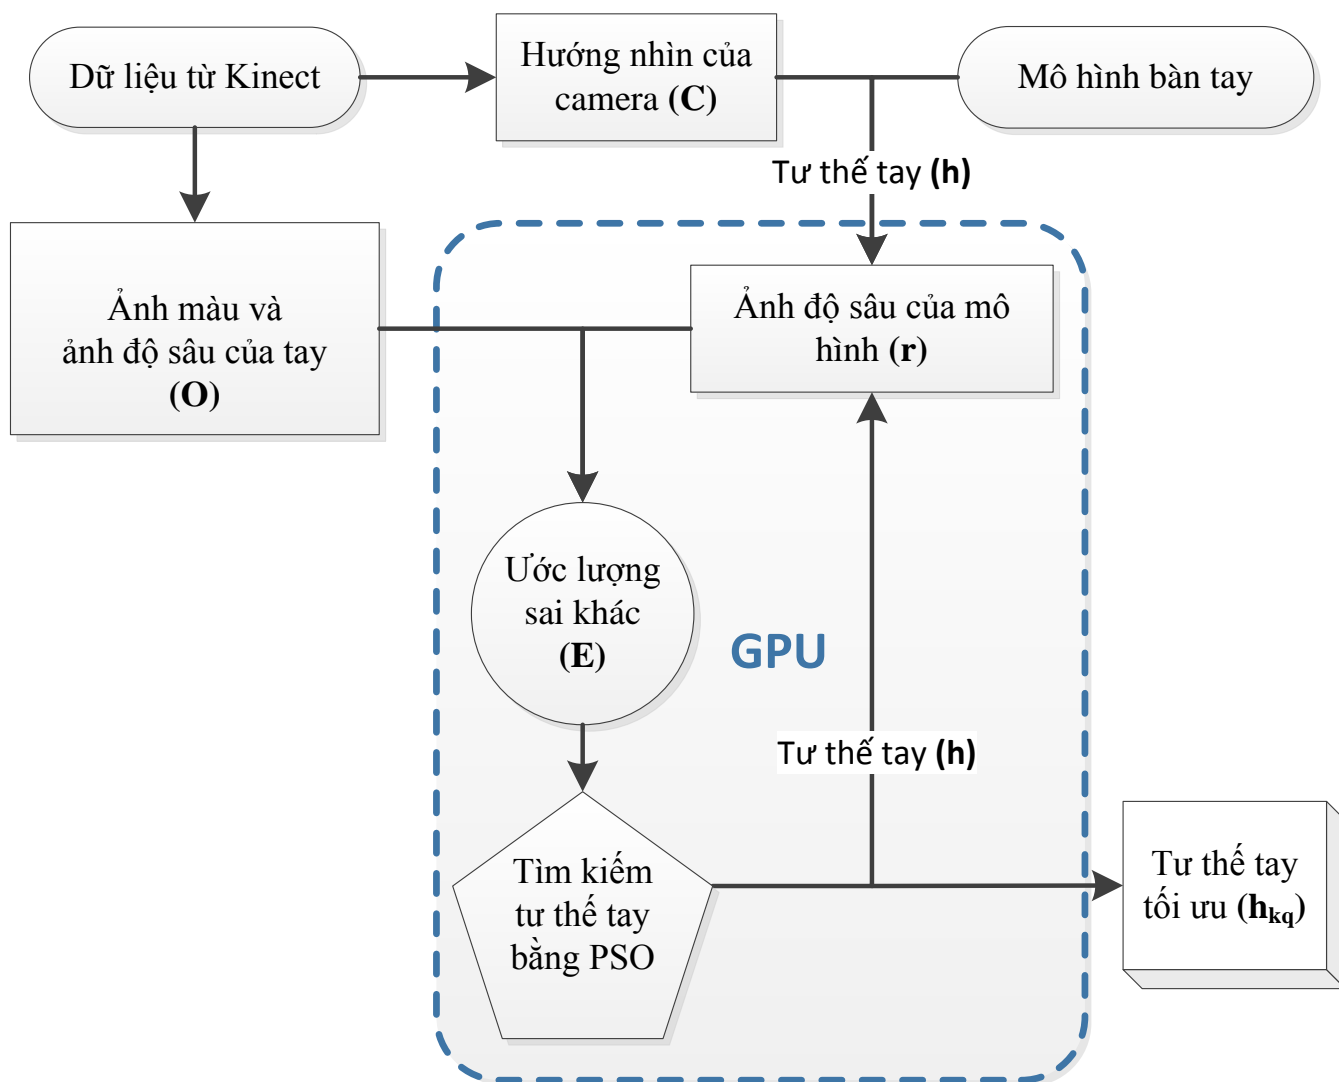 Dữ liệu từ Kinect
Hướng nhìn của
camera (C)
Mô hình bàn tay
Tư thế tay (h)
Ảnh màu và
ảnh độ sâu của tay
(O)
Ảnh độ sâu của mô
hình (r)
Ước lượng
sai khác
(E)
GPU
Tư thế tay (h)
Tìm kiếm
tư thế tay
bằng PSO
Tư thế tay
tối ưu (hkq)